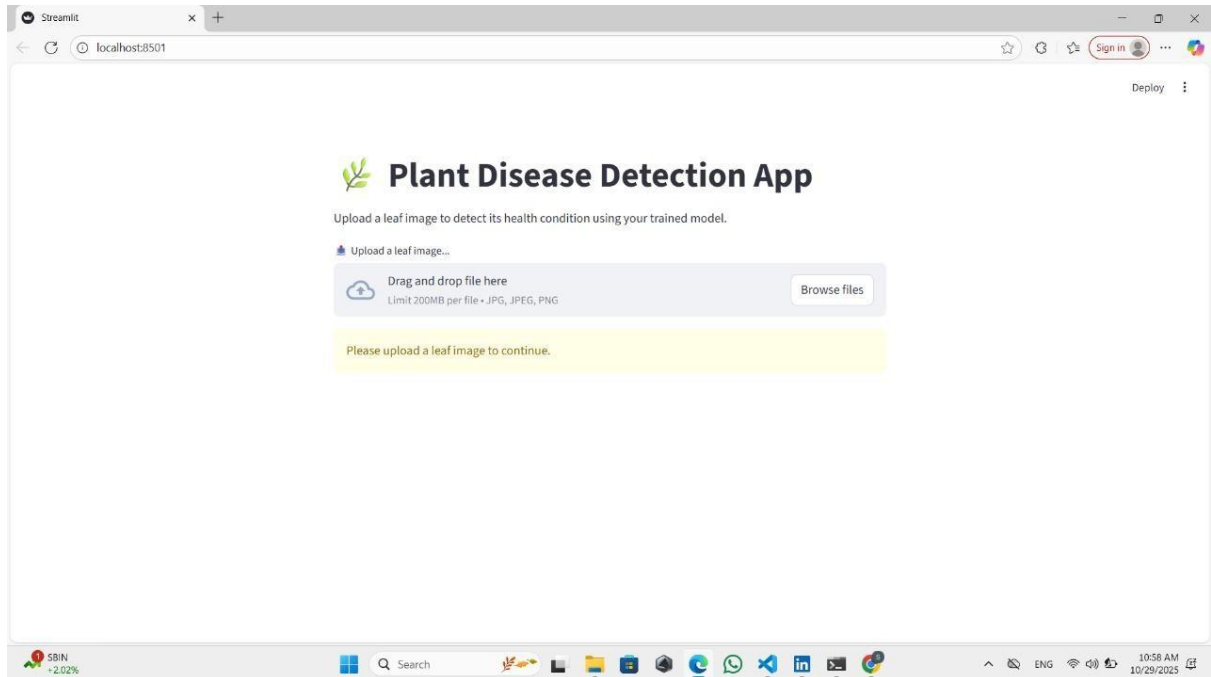 Streamlit
localhost:8501
Sign in
Deploy
Plant Disease Detection App
Upload a leaf image to detect its health condition using your trained model.
Upload a leaf image...
Drag and drop file here
Limit 200MB per file • JPG, JPEG, PNG
Browse files
Please upload a leaf image to continue.
1
SBIN
+2.02%
Search
in
ENG
10:58 AM
10/29/2025